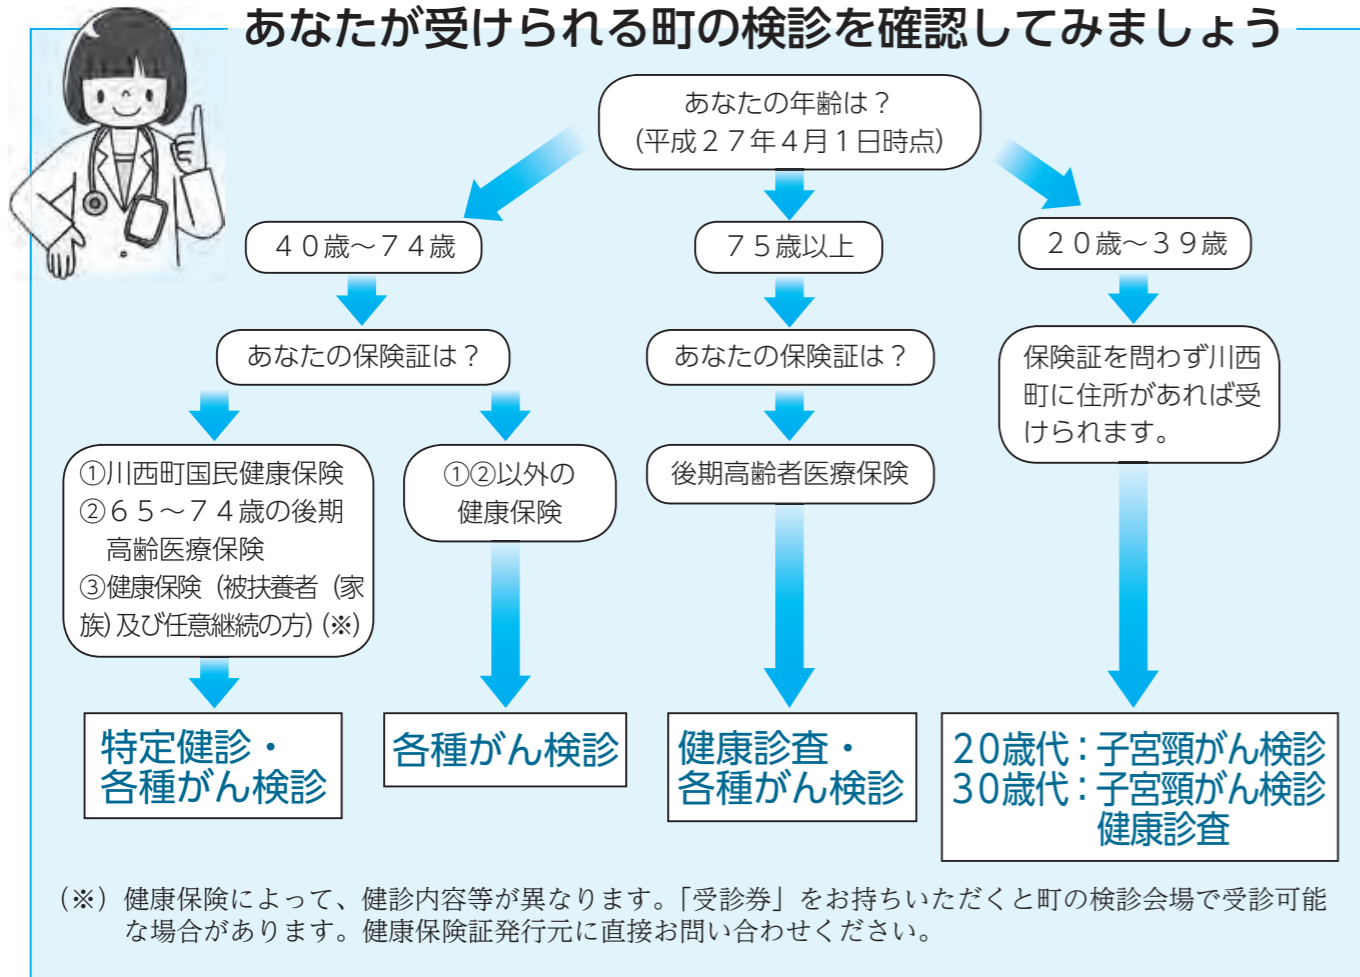 あなたが受けられる町の検診を確認してみましょう
あなたの年齢は？
（平成２７年４月１日時点）
４０歳～７４歳
７５歳以上
２０歳～３９歳
あなたの保険証は？
あなたの保険証は？
保険証を問わず川西
町に住所があれば受
けられます。
①川西町国民健康保険
②６５～７４歳の後期
高齢医療保険
③健康保険（被扶養者（家
族）及び任意継続の方）（※）
①②以外の
健康保険
後期高齢者医療保険
特定健診・
各種がん検診
各種がん検診
健康診査・
各種がん検診
20歳代：子宮頸がん検診
30歳代：子宮頸がん検診
健康診査
（※）健康保険によって、健診内容等が異なります。「受診券」をお持ちいただくと町の検診会場で受診可能
な場合があります。健康保険証発行元に直接お問い合わせください。